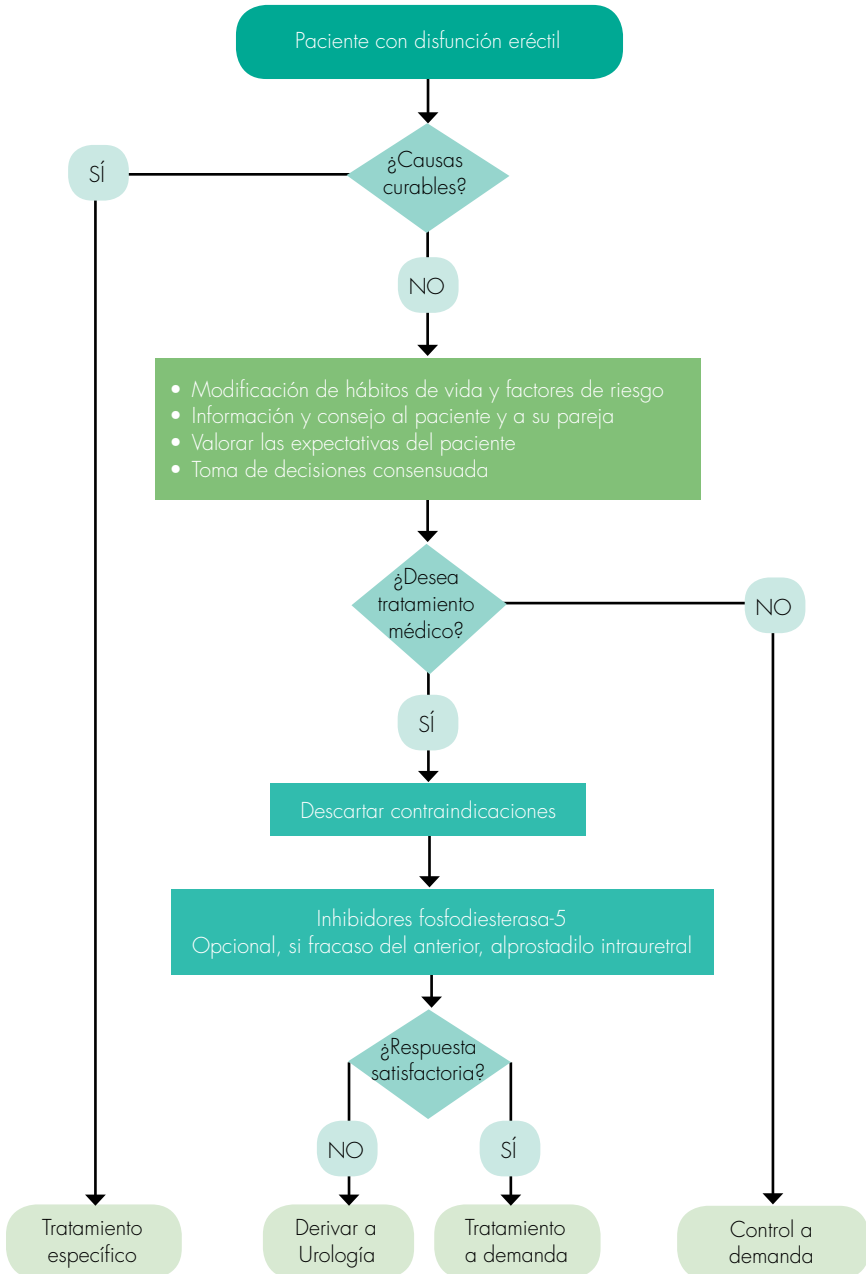 Paciente con disfunción eréctil
¿Causas
curables?
SÍ
NO
• Modificación de hábitos de vida y factores de riesgo
• Información y consejo al paciente y a su pareja
• Valorar las expectativas del paciente
• Toma de decisiones consensuada
¿Desea
tratamiento
médico?
NO
SÍ
Descartar contraindicaciones
Inhibidores fosfodiesterasa-5
Opcional, si fracaso del anterior, alprostadilo intrauretral
¿Respuesta
satisfactoria?
NO
SÍ
Tratamiento
específico
Derivar a
Urología
Tratamiento
a demanda
Control a
demanda